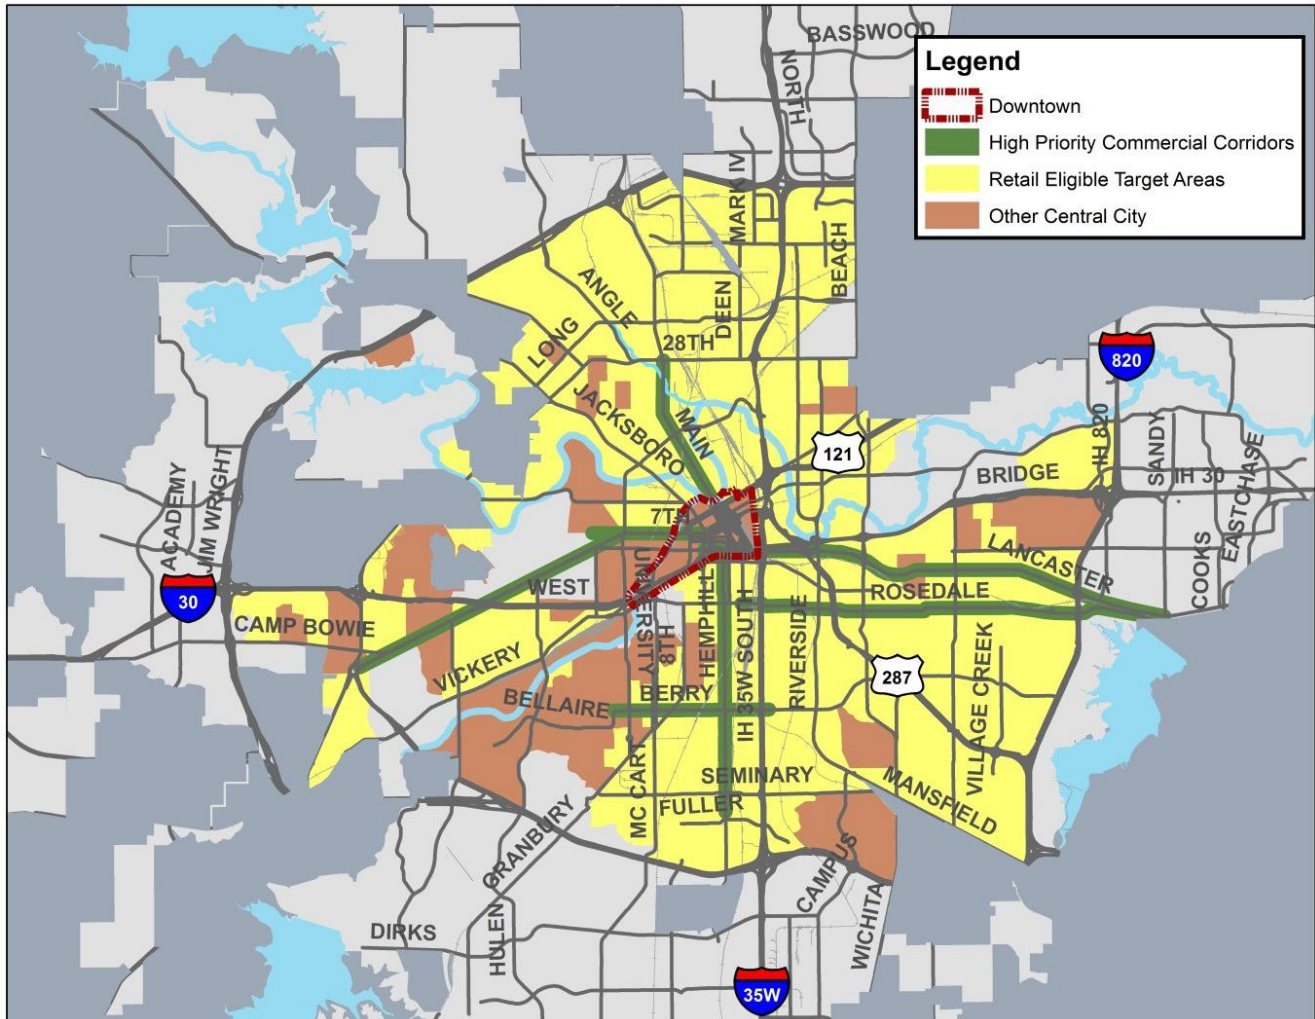 BASSWOOD
NORTH
Legend
Downtown
High Priority Commercial Corridors
Retail Eligible Target Areas
Other Central City
MARK IV
BEACH
ANGLE
DEEN
LONG
28TH
820
JACKSBORO
MAIN
121
IH 820
SANDY
EASTCHASE
BRIDGE
IH 30
ACADEMY
JIM WRIGHT
7TH
LANCASTER
COOKS
30
WEST
UNIVERSITY
HEMPHILL
IH 35W SOUTH
RIVERSIDE
ROSEDALE
CAMP BOWIE
8TH
VICKERY
287
VILLAGE CREEK
BELLAIRE
BERRY
SEMINARY
MANSFIELD
MC CART
FULLER
GRANBURY
CAMPUS
WICHITA
DIRKS
HULEN
35W